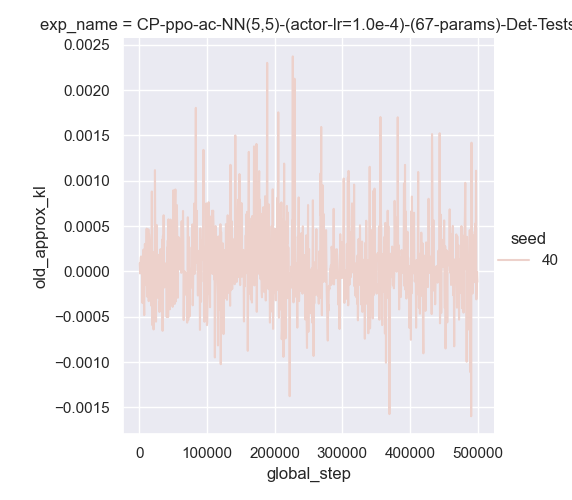 exp_name = CP-ppo-ac-NN(5,5)-(actor-lr=1.0e-4)-(67-params)-Det-Tests
0.0025
0.0020
0.0015
0.0010
0.0005
0.0000
−0.0005
−0.0010
−0.0015
old_approx_kl
seed
40
0 100000 200000 300000 400000 500000
global_step